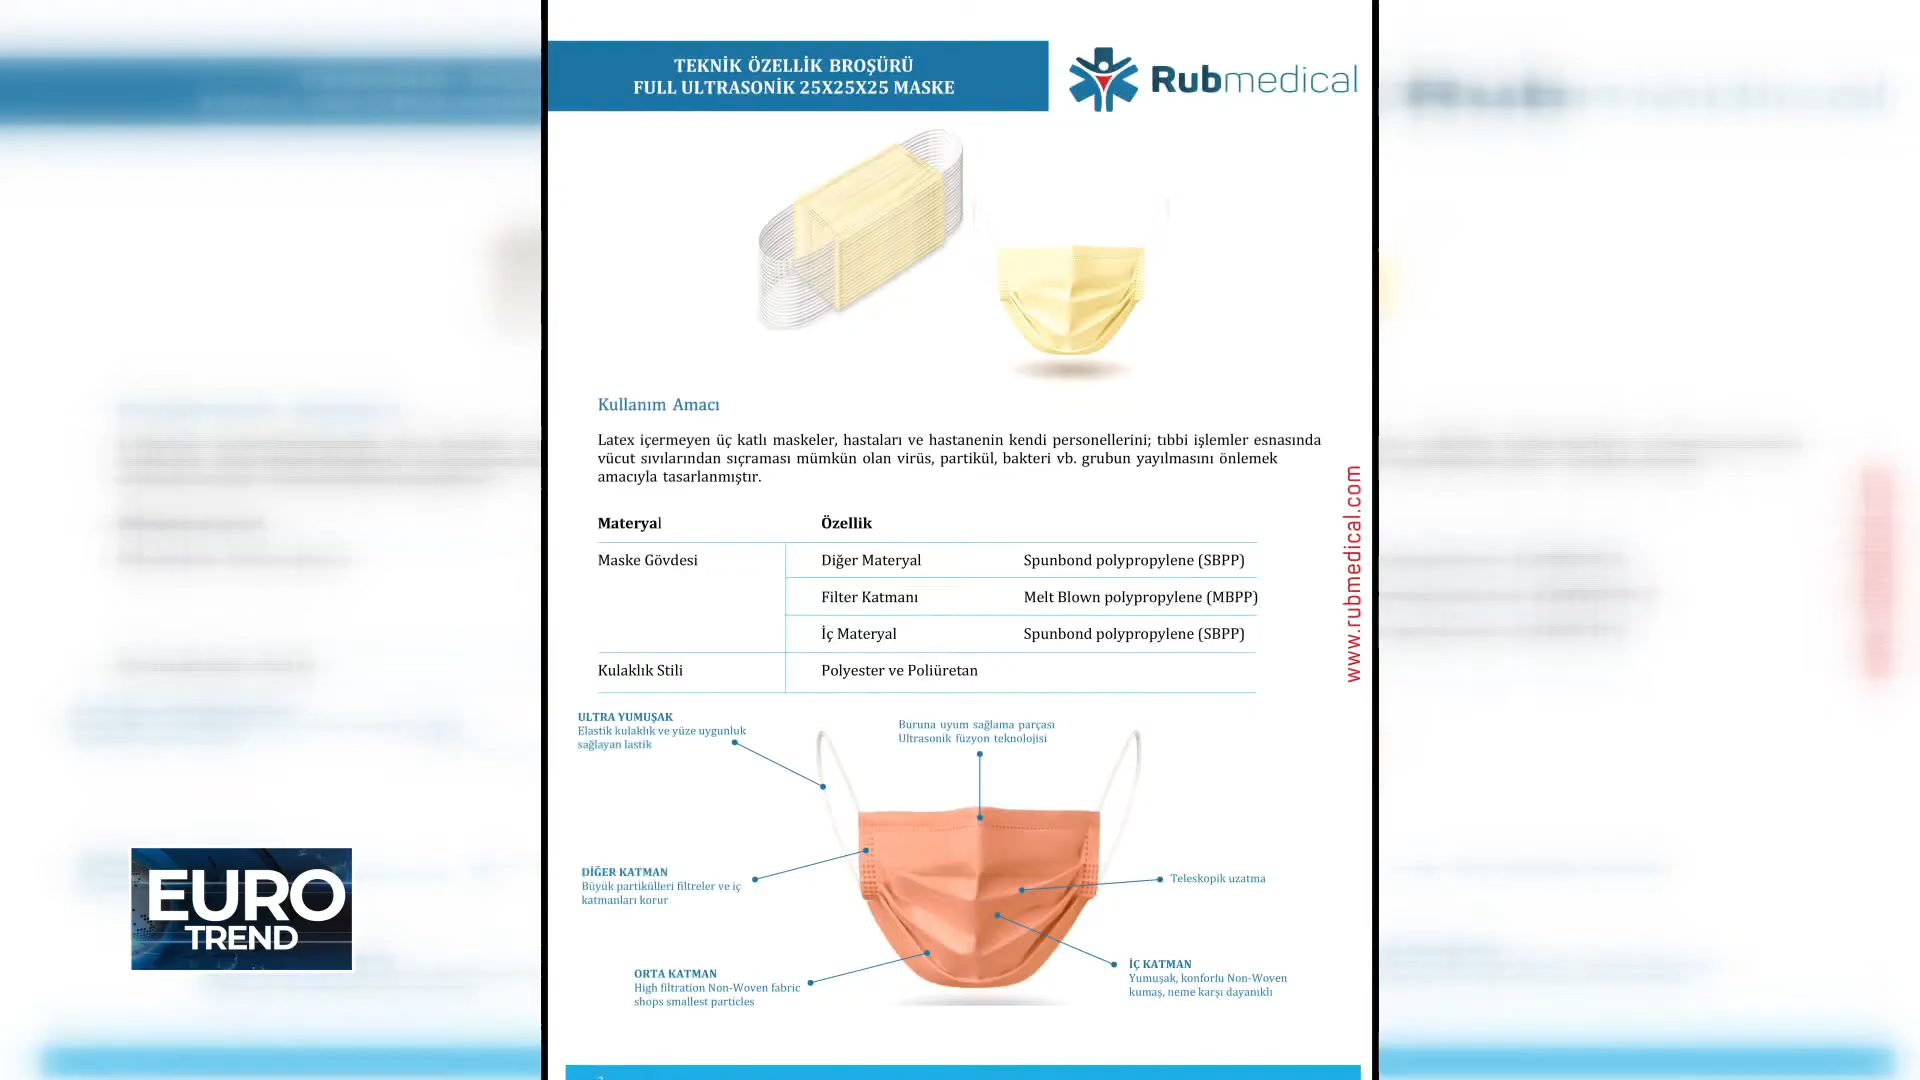 TEKNİK ÖZELLİK BROŞÜRÜ
FULL ULTRASONİK 25X25X25 MASKE
Rubmedical
Kullanım Amacı
Latex içermeyen üç katlı maskeler, hastaları ve hastanenin kendi personellerini; tıbbi işlemler esnasında
vücut sıvılarından sıçraması mümkün olan virüs, partikül, bakteri vb. grubun yayılmasını önlemek
amacıyla tasarlanmıştır.
www.rubmedical.com
Materyal Özellik
Maske Gövdesi Diğer Materyal Spunbond polypropylene (SBPP)
Filter Katmanı Melt Blown polypropylene (MBPP)
İç Materyal Spunbond polypropylene (SBPP)
Kulaklık Stili Polyester ve Poliüretan
ULTRA YUMUŞAK
Elastik kulaklık ve yüze uygunluk
sağlayan lastik
Buruna uyum sağlama parçası
Ultrasonik füzyon teknolojisi
DİĞER KATMAN
Büyük partikülleri filtreler ve iç
katmanları korur
Teleskopik uzatma
ORTA KATMAN
High filtration Non-Woven fabric
shops smallest particles
İÇ KATMAN
Yumuşak, konforlu Non-Woven
kumaş, neme karşı dayanıklı
EURO
TREND